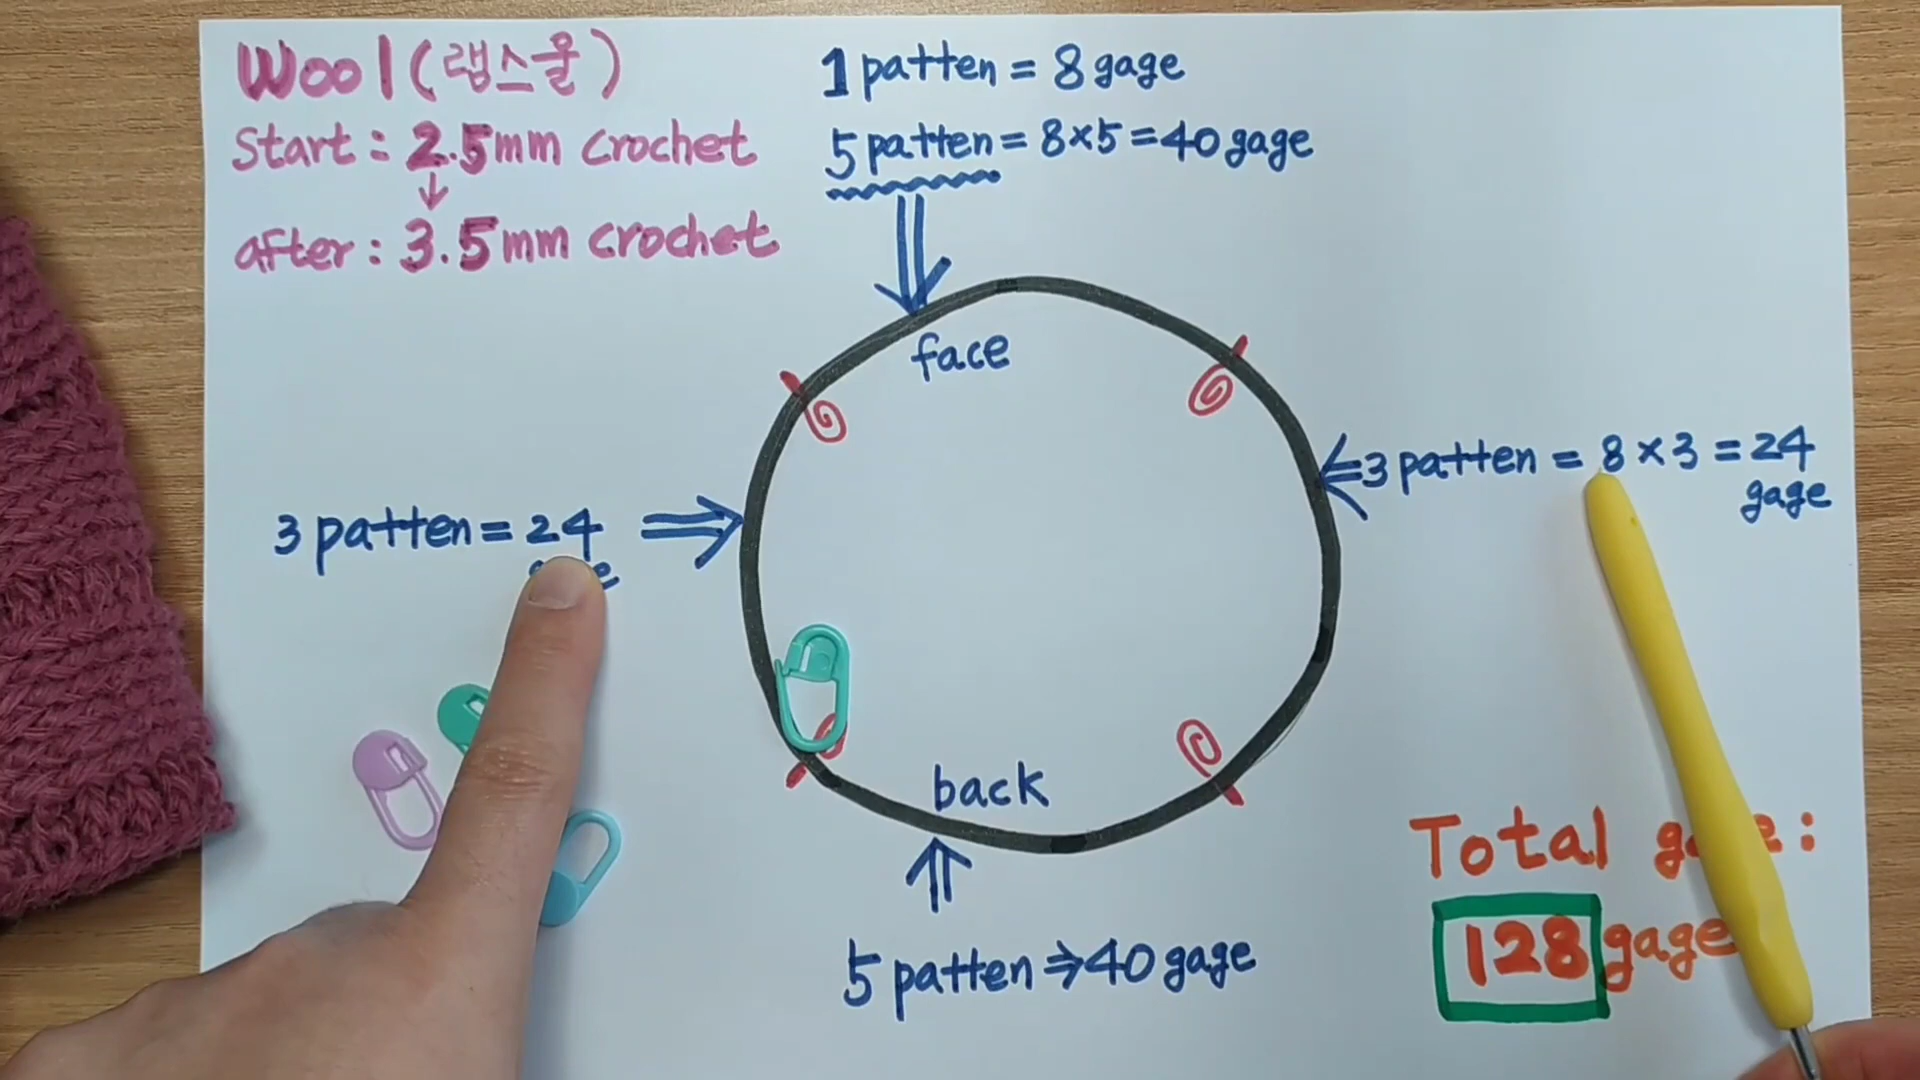 Wool (랩스울)
Start : 2.5mm crochet
↓
after : 3.5mm crochet
1 patten = 8 gage
5 patten = 8×5 = 40 gage
face
3 patten = 8 × 3 = 24
gage
3 patten = 24
back
5 patten ⇒ 40 gage
Total :
128 gage